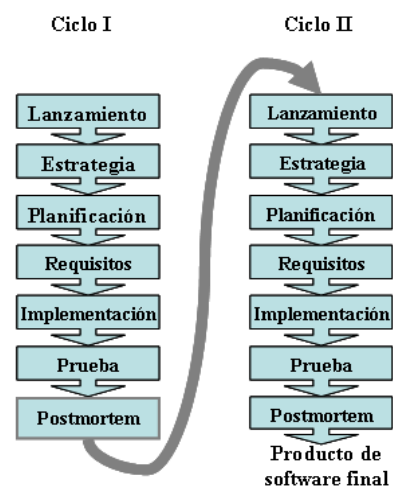 Ciclo I
Lanzamiento
Estrategia
Planificación
Requisitos
Implementación
Prueba
Postmortem
Ciclo II
Lanzamiento
Estrategia
Planificación
Requisitos
Implementación
Prueba
Postmortem
Producto de
software final